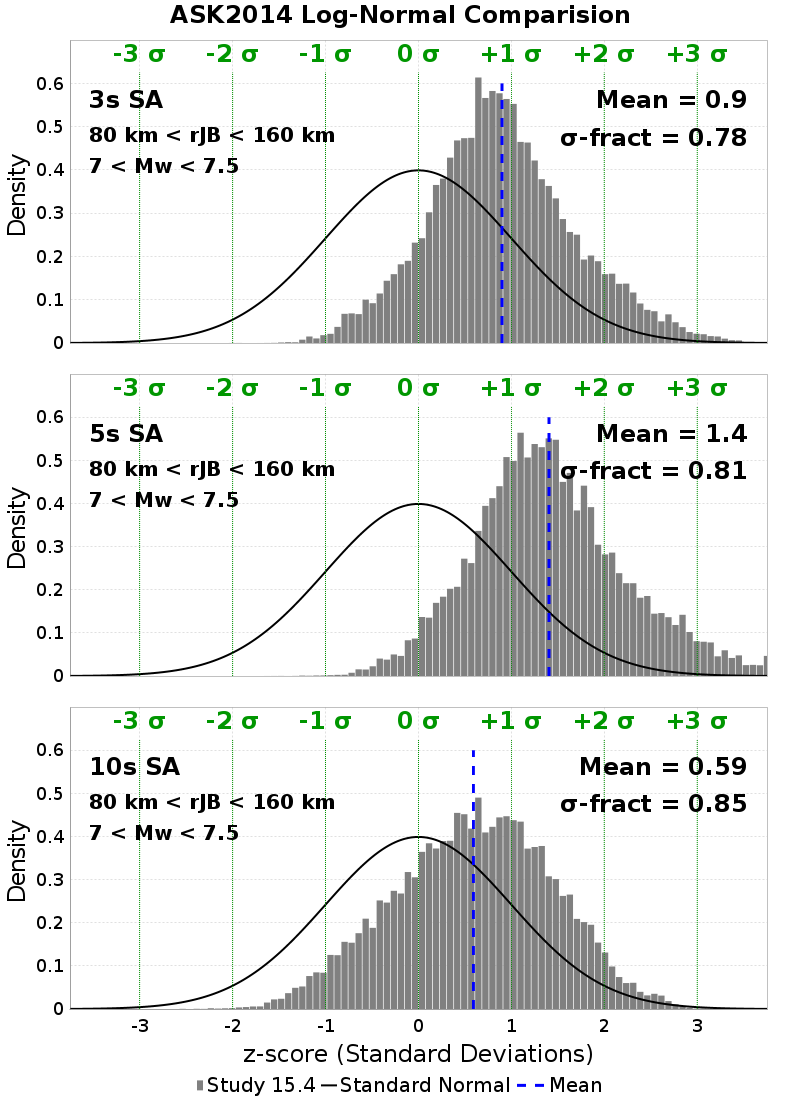 ASK2014 Log-Normal Comparision
-3 σ -2 σ -1 σ 0 σ +1 σ +2 σ +3 σ
3s SA
80 km < rJB < 160 km
7 < Mw < 7.5
Mean = 0.9
σ-fract = 0.78
Density
0.6
0.5
0.4
0.3
0.2
0.1
0
-3 σ -2 σ -1 σ 0 σ +1 σ +2 σ +3 σ
5s SA
80 km < rJB < 160 km
7 < Mw < 7.5
Mean = 1.4
σ-fract = 0.81
Density
0.6
0.5
0.4
0.3
0.2
0.1
0
-3 σ -2 σ -1 σ 0 σ +1 σ +2 σ +3 σ
10s SA
80 km < rJB < 160 km
7 < Mw < 7.5
Mean = 0.59
σ-fract = 0.85
Density
0.6
0.5
0.4
0.3
0.2
0.1
0
-3 -2 -1 0 1 2 3
z-score (Standard Deviations)
Study 15.4 Standard Normal Mean